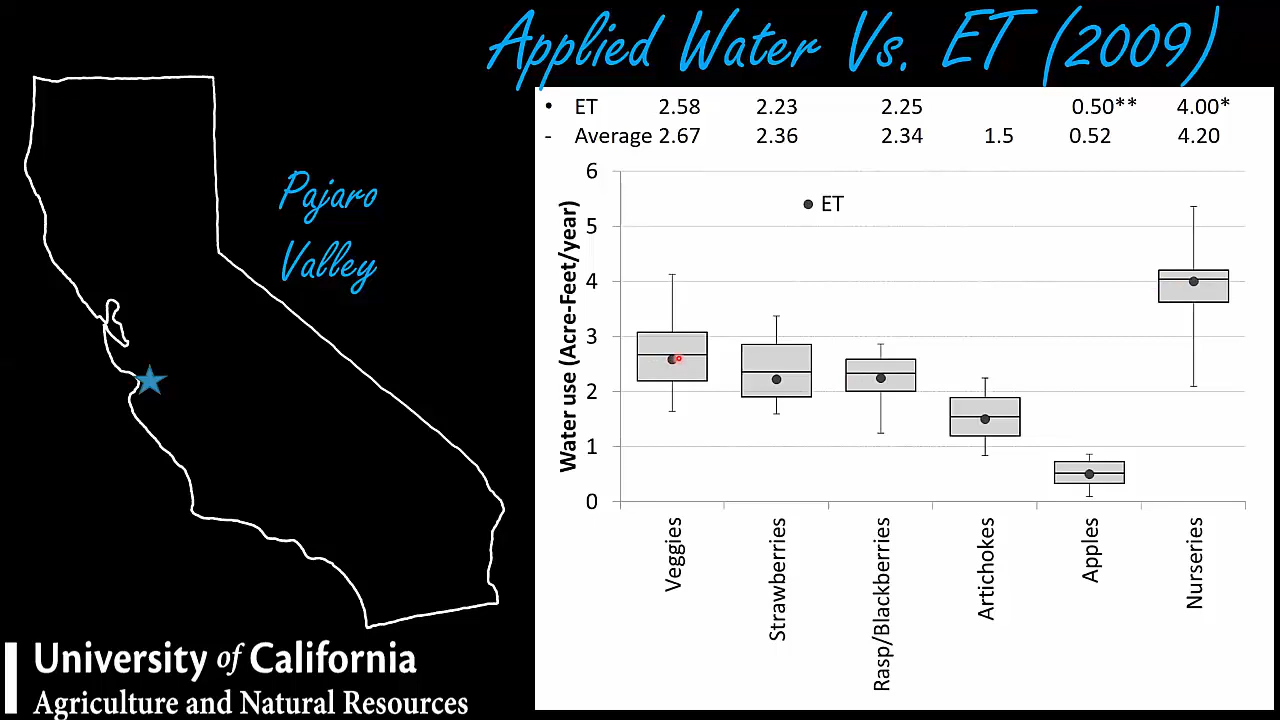 Applied Water Vs. ET (2009)
Pajaro
Valley
• ET 2.58 2.23 2.25 0.50** 4.00*
- Average 2.67 2.36 2.34 1.5 0.52 4.20
Water use (Acre-Feet/year)
6
5
4
3
2
1
0
ET
Veggies
Strawberries
Rasp/Blackberries
Artichokes
Apples
Nurseries
University of California
Agriculture and Natural Resources